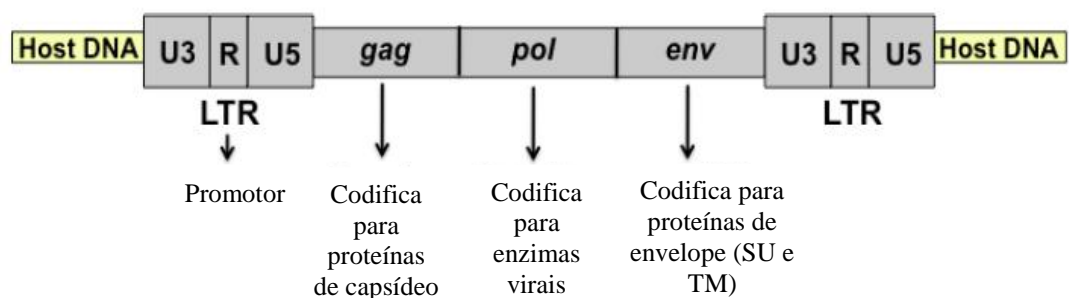 Host DNA U3 R U5 gag pol env U3 R U5 Host DNA
LTR LTR
Promotor
Codifica
para
proteínas
de capsídeo
Codifica
para
enzimas
virais
Codifica para
proteínas de
envelope (SU e
TM)